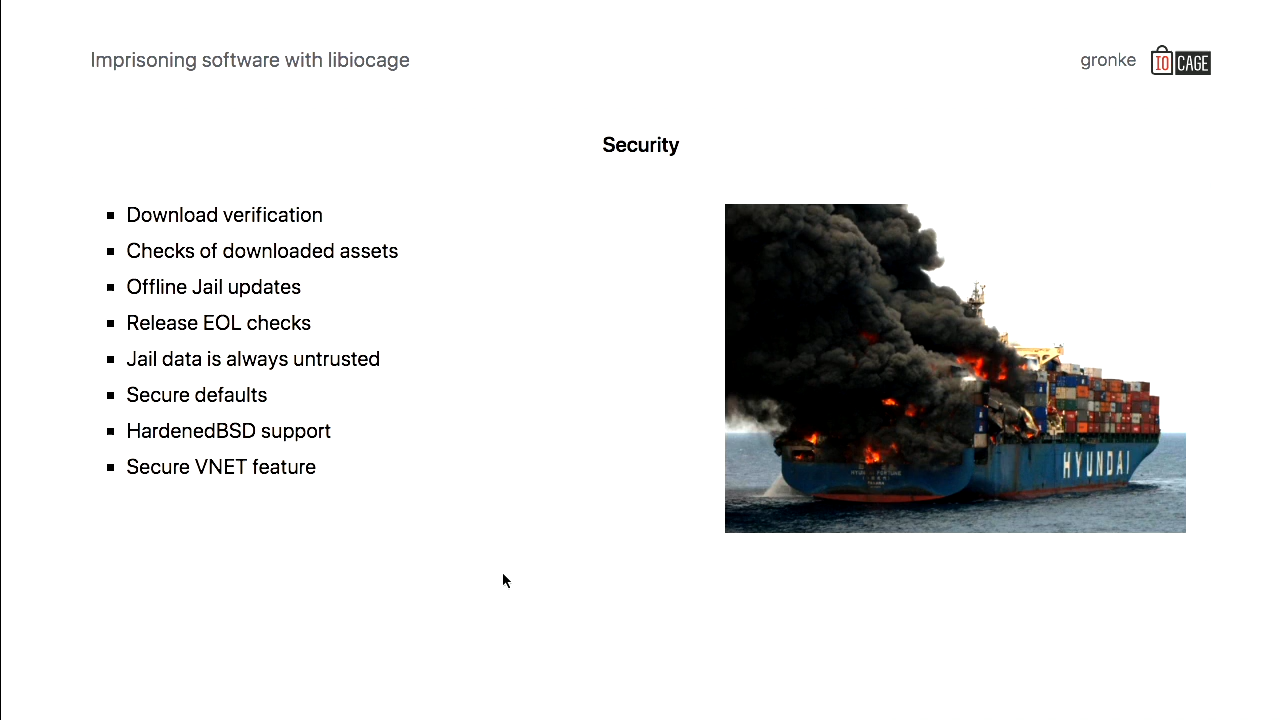 Imprisoning software with libiocage
gronke
IO CAGE
Security
Download verification
Checks of downloaded assets
Offline Jail updates
Release EOL checks
Jail data is always untrusted
Secure defaults
HardenedBSD support
Secure VNET feature
HYUNDAI